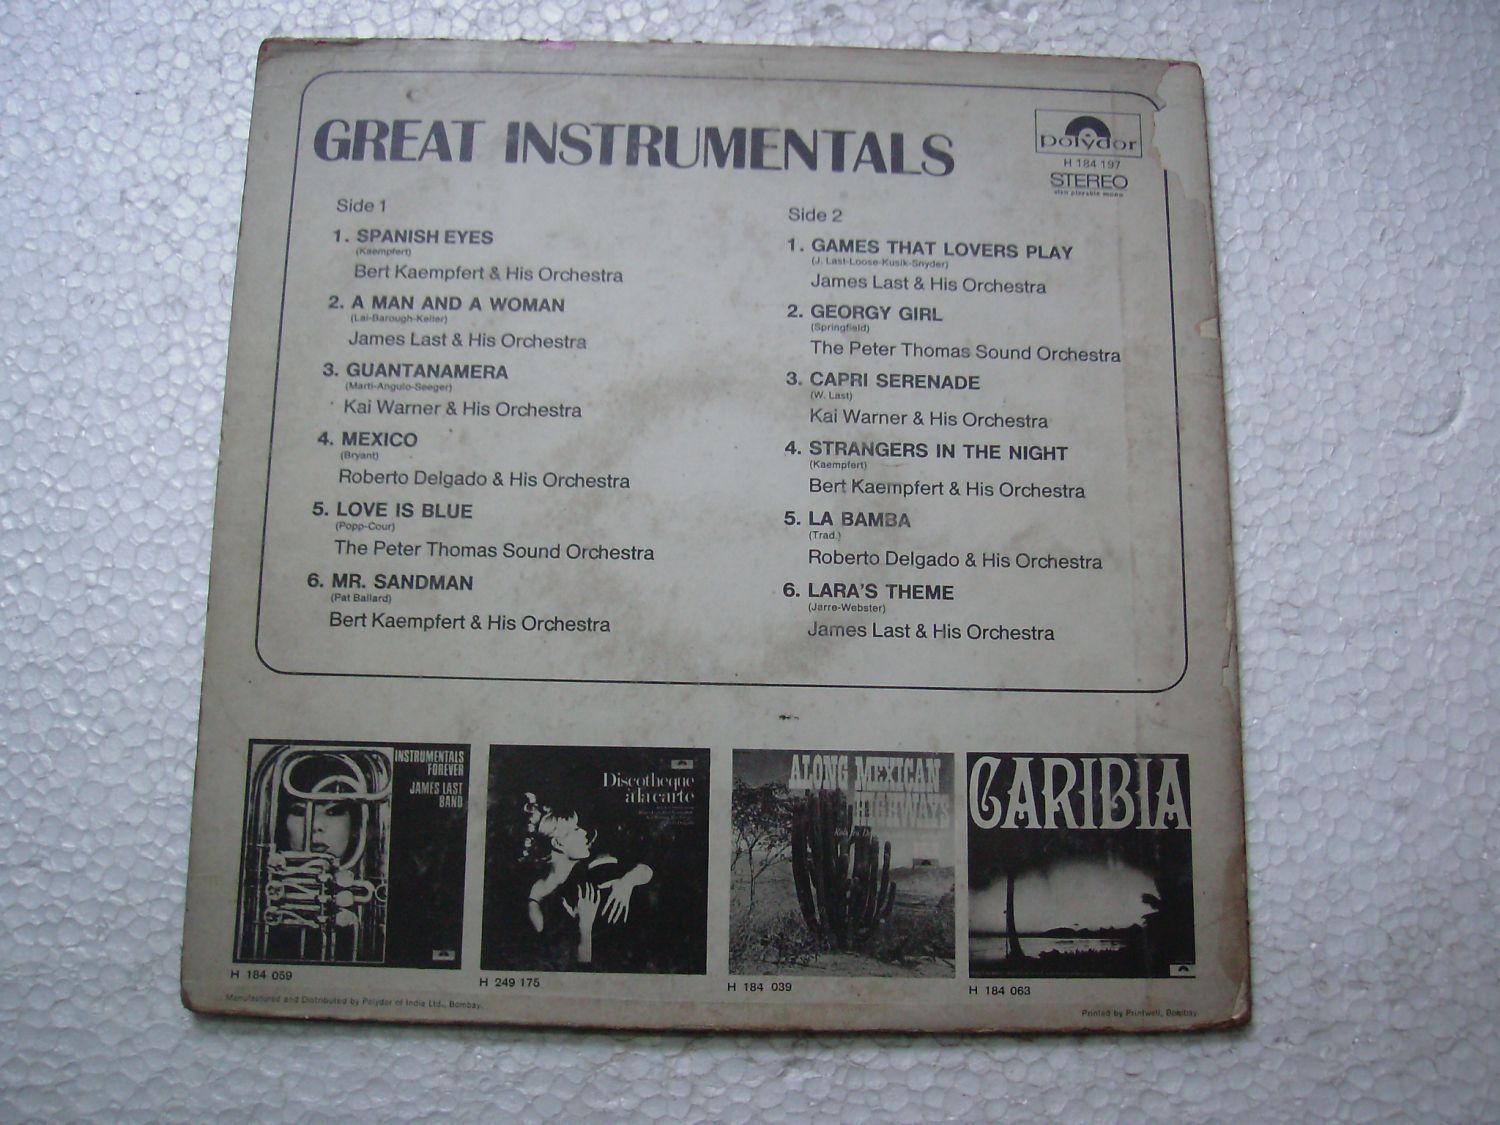 GREAT INSTRUMENTALS
polydor
H 184 197
STEREO
also playable mono
Side 1
1. SPANISH EYES
(Kaempfert)
Bert Kaempfert & His Orchestra
2. A MAN AND A WOMAN
(Lai-Barough-Keller)
James Last & His Orchestra
3. GUANTANAMERA
(Marti-Angulo-Seeger)
Kai Warner & His Orchestra
4. MEXICO
(Bryant)
Roberto Delgado & His Orchestra
5. LOVE IS BLUE
(Popp-Cour)
The Peter Thomas Sound Orchestra
6. MR. SANDMAN
(Pat Ballard)
Bert Kaempfert & His Orchestra
Side 2
1. GAMES THAT LOVERS PLAY
(J. Last-Loose-Kusik-Snyder)
James Last & His Orchestra
2. GEORGY GIRL
(Springfield)
The Peter Thomas Sound Orchestra
3. CAPRI SERENADE
(W. Last)
Kai Warner & His Orchestra
4. STRANGERS IN THE NIGHT
(Kaempfert)
Bert Kaempfert & His Orchestra
5. LA BAMBA
(Trad.)
Roberto Delgado & His Orchestra
6. LARA'S THEME
(Jarre-Webster)
James Last & His Orchestra
INSTRUMENTALS
FOREVER
JAMES LAST
BAND
H 184 059
Discotheque
à la carte
H 249 175
ALONG MEXICAN
HIGHWAYS
H 184 039
CARIBIA
H 184 063
Manufactured and Distributed by Polydor of India Ltd., Bombay.
Printed by Printwell, Bombay.